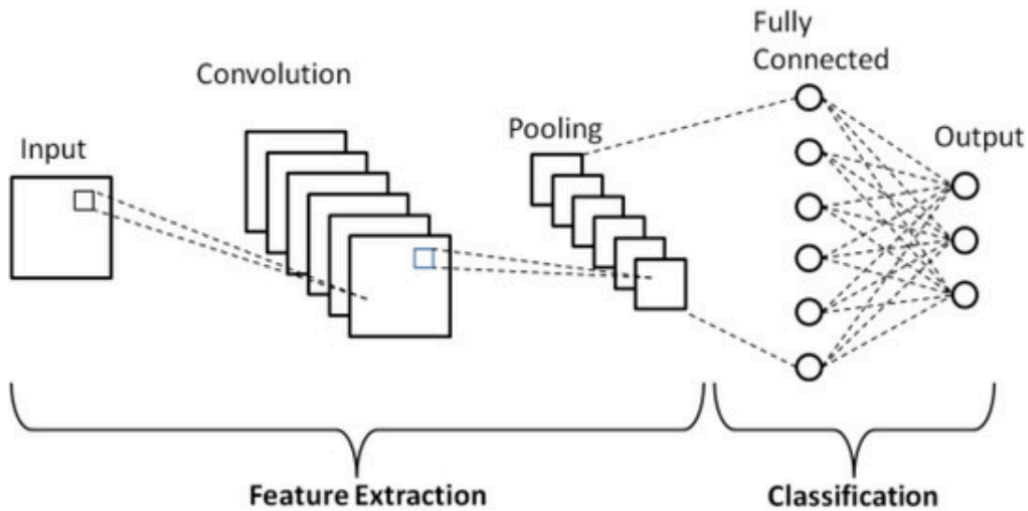 Fully
Connected
Convolution
Pooling
Output
Input
Feature Extraction
Classification